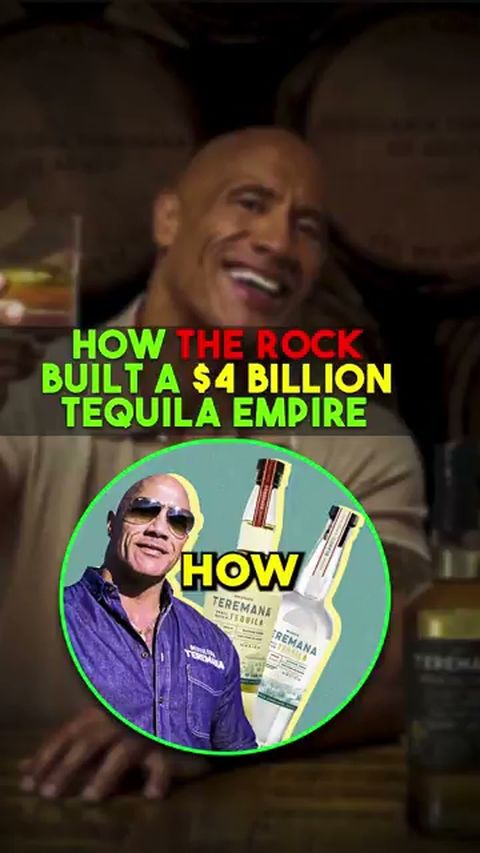 HOW THE ROCK
BUILT A $4 BILLION
TEQUILA EMPIRE
HOW
TEREMANA
TEREMANA
TEQUILA
TEREMANA
TEQUILA